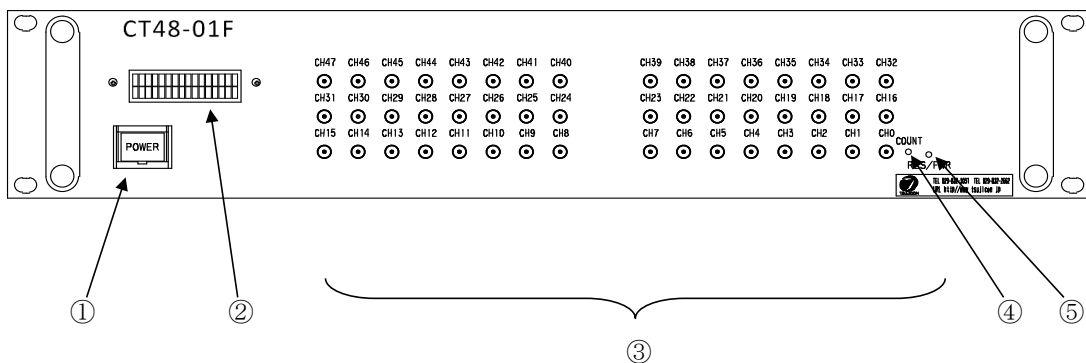 CT48-01F
CH47 CH46 CH45 CH44 CH43 CH42 CH41 CH40 CH39 CH38 CH37 CH36 CH35 CH34 CH33 CH32
CH31 CH30 CH29 CH28 CH27 CH26 CH25 CH24 CH23 CH22 CH21 CH20 CH19 CH18 CH17 CH16
CH15 CH14 CH13 CH12 CH11 CH10 CH9 CH8 CH7 CH6 CH5 CH4 CH3 CH2 CH1 CH0
POWER
COUNT
/PWR
TEL TEL
URL
① ② ③ ④ ⑤